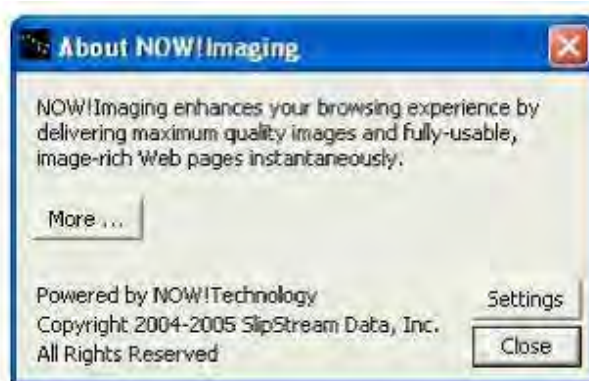 About NOW!Imaging
NOW!Imaging enhances your browsing experience by
delivering maximum quality images and fully-usable,
image-rich Web pages instantaneously.
More ...
Powered by NOW!Technology
Settings
Copyright 2004-2005 SlipStream Data, Inc.
All Rights Reserved
Close